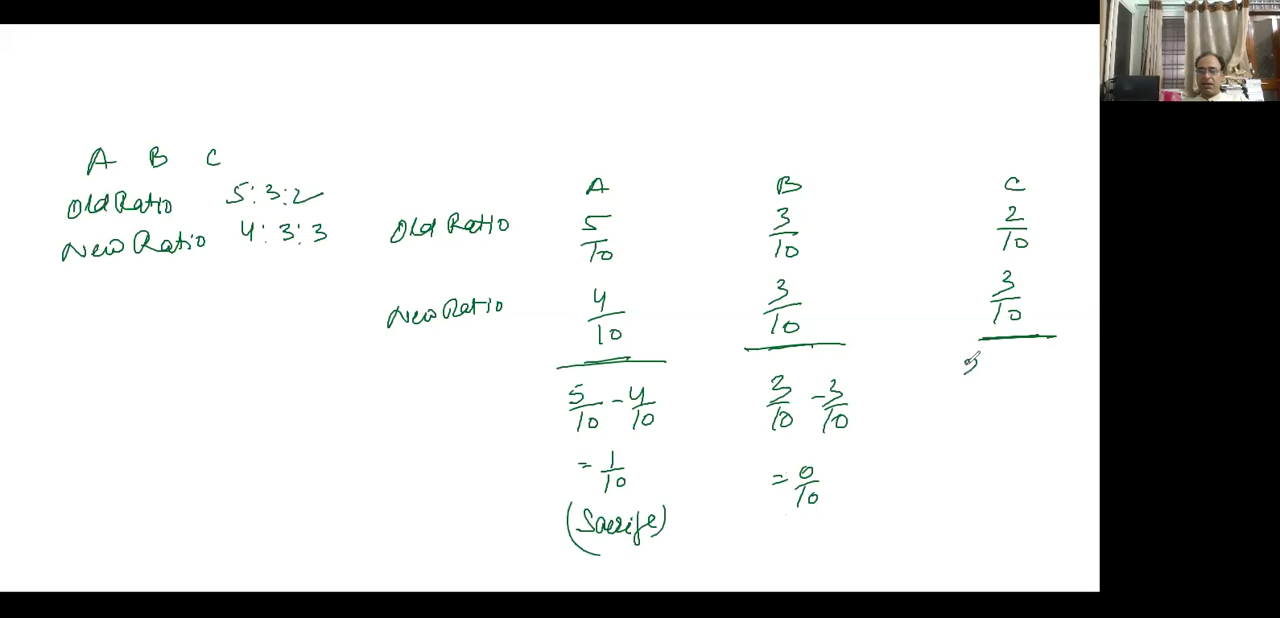 A B C
Old Ratio 5:3:2
New Ratio 4:3:3
A B C
Old Ratio 5/10 3/10 2/10
New Ratio 4/10 3/10 3/10
5/10 - 4/10 3/10 - 3/10
= 1/10 = 0/10
(Sacrife)